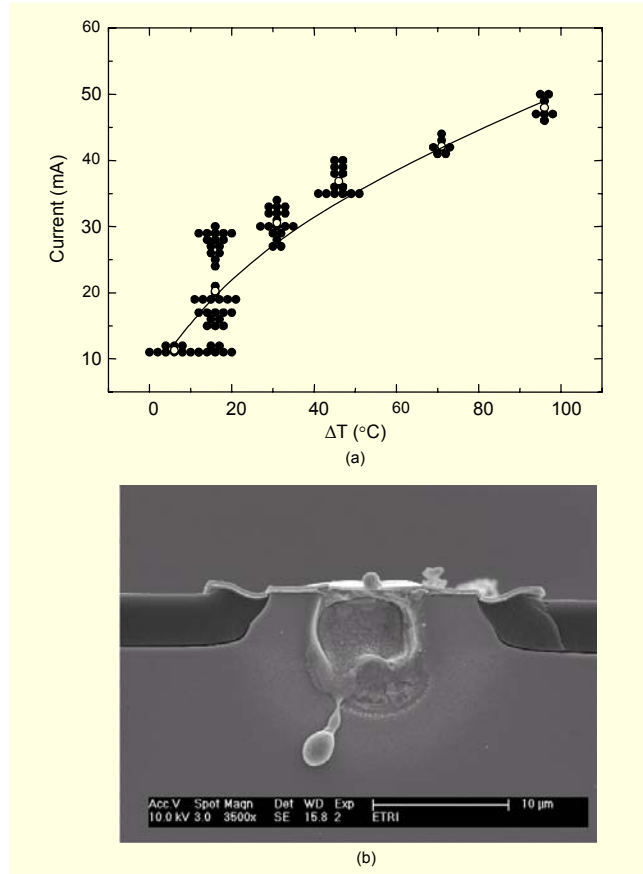 60
50
40
30
20
10
Current (mA)
0 20 40 60 80 100
ΔT (°C)
(a)
Acc.V Spot Magn Det WD Exp
10.0 kV 3.0 3500x SE 15.8 2 ETRI
10 μm
(b)